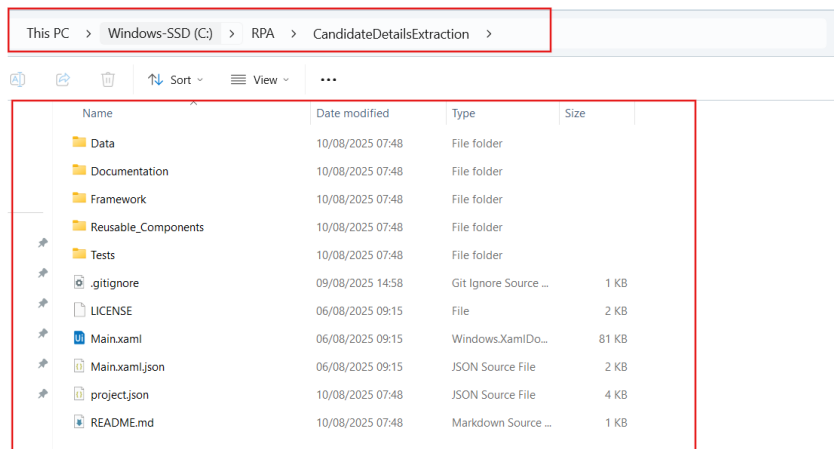 This PC > Windows-SSD (C:) > RPA > CandidateDetailsExtraction >
Sort View ...
Name Date modified Type Size
Data 10/08/2025 07:48 File folder
Documentation 10/08/2025 07:48 File folder
Framework 10/08/2025 07:48 File folder
Reusable_Components 10/08/2025 07:48 File folder
Tests 10/08/2025 07:48 File folder
.gitignore 09/08/2025 14:58 Git Ignore Source ... 1 KB
LICENSE 06/08/2025 09:15 File 2 KB
Main.xaml 06/08/2025 09:15 Windows.XamlDo... 81 KB
Main.xaml.json 06/08/2025 09:15 JSON Source File 2 KB
project.json 10/08/2025 07:48 JSON Source File 4 KB
README.md 10/08/2025 07:48 Markdown Source ... 1 KB